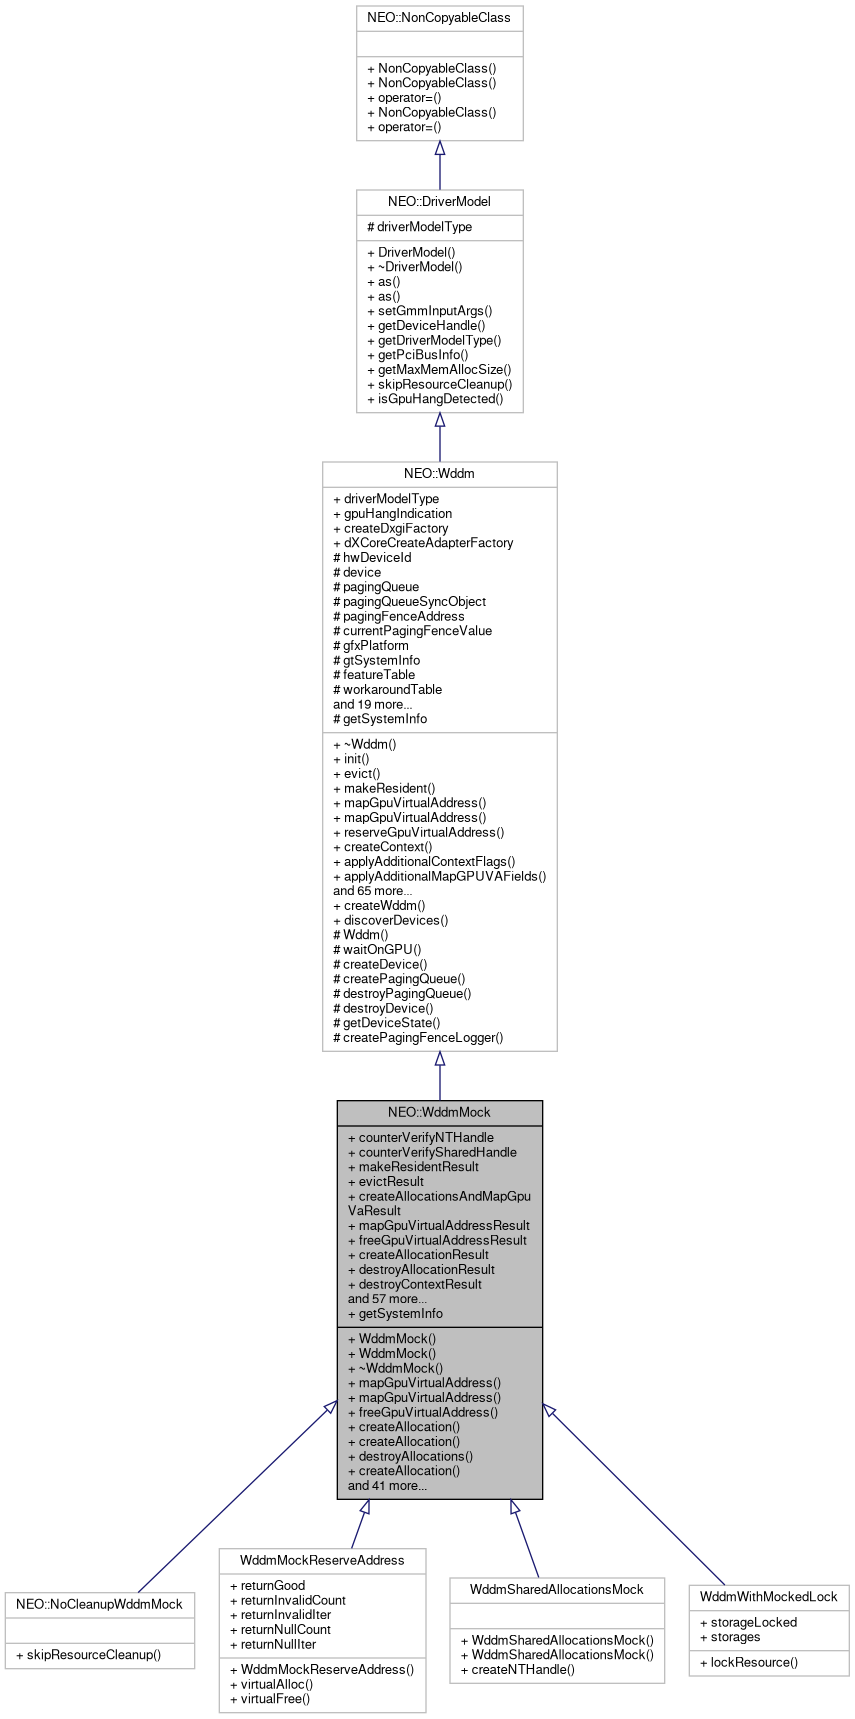 NEO::NonCopyableClass
+ NonCopyableClass()
+ NonCopyableClass()
+ operator=()
+ NonCopyableClass()
+ operator=()
NEO::DriverModel
# driverModelType
+ DriverModel()
+ ~DriverModel()
+ as()
+ as()
+ setGmmInputArgs()
+ getDeviceHandle()
+ getDriverModelType()
+ getPciBusInfo()
+ getMaxMemAllocSize()
+ skipResourceCleanup()
+ isGpuHangDetected()
NEO::Wddm
+ driverModelType
+ gpuHangIndication
+ createDxgiFactory
+ dXCoreCreateAdapterFactory
# hwDeviceId
# device
# pagingQueue
# pagingQueueSyncObject
# pagingFenceAddress
# currentPagingFenceValue
# gfxPlatform
# gtSystemInfo
# featureTable
# workaroundTable
and 19 more...
# getSystemInfo
+ ~Wddm()
+ init()
+ evict()
+ makeResident()
+ mapGpuVirtualAddress()
+ mapGpuVirtualAddress()
+ reserveGpuVirtualAddress()
+ createContext()
+ applyAdditionalContextFlags()
+ applyAdditionalMapGPUVAFields()
and 65 more...
+ createWddm()
+ discoverDevices()
# Wddm()
# waitOnGPU()
# createDevice()
# createPagingQueue()
# destroyPagingQueue()
# destroyDevice()
# getDeviceState()
# createPagingFenceLogger()
NEO::WddmMock
+ counterVerifyNTHandle
+ counterVerifySharedHandle
+ makeResidentResult
+ evictResult
+ createAllocationsAndMapGpu
VaResult
+ mapGpuVirtualAddressResult
+ freeGpuVirtualAddressResult
+ createAllocationResult
+ destroyAllocationResult
+ destroyContextResult
and 57 more...
+ getSystemInfo
+ WddmMock()
+ WddmMock()
+ ~WddmMock()
+ mapGpuVirtualAddress()
+ mapGpuVirtualAddress()
+ freeGpuVirtualAddress()
+ createAllocation()
+ createAllocation()
+ destroyAllocations()
+ createAllocation()
and 41 more...
NEO::NoCleanupWddmMock
+ skipResourceCleanup()
WddmMockReserveAddress
+ returnGood
+ returnInvalidCount
+ returnInvalidIter
+ returnNullCount
+ returnNullIter
+ WddmMockReserveAddress()
+ virtualAlloc()
+ virtualFree()
WddmSharedAllocationsMock
+ WddmSharedAllocationsMock()
+ WddmSharedAllocationsMock()
+ createNTHandle()
WddmWithMockedLock
+ storageLocked
+ storages
+ lockResource()